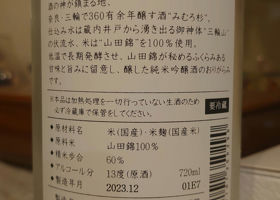 酒の神が鎮まる地、
奈良・三輪で360有余年醸す酒"みむろ杉"。
仕込み水は蔵内井戸から湧き出る御神体"三輪山"
の伏流水、米は"山田錦"を100%使用。
低温で長期発酵させ、山田錦が秘めるふくらみある
甘味と旨みに留意し、醸した純米吟醸酒のおりがらみ
です。
※本品は加熱処理を一切行っていない生酒のため
必ず冷蔵庫で保管をしてください。
要冷蔵
●原材料名 米(国産)・米麹(国産米)
●原料米 山田錦100%
●精米歩合 60%
●アルコール分 13度(原酒) 720ml
●製造年月 2023.12 01E7